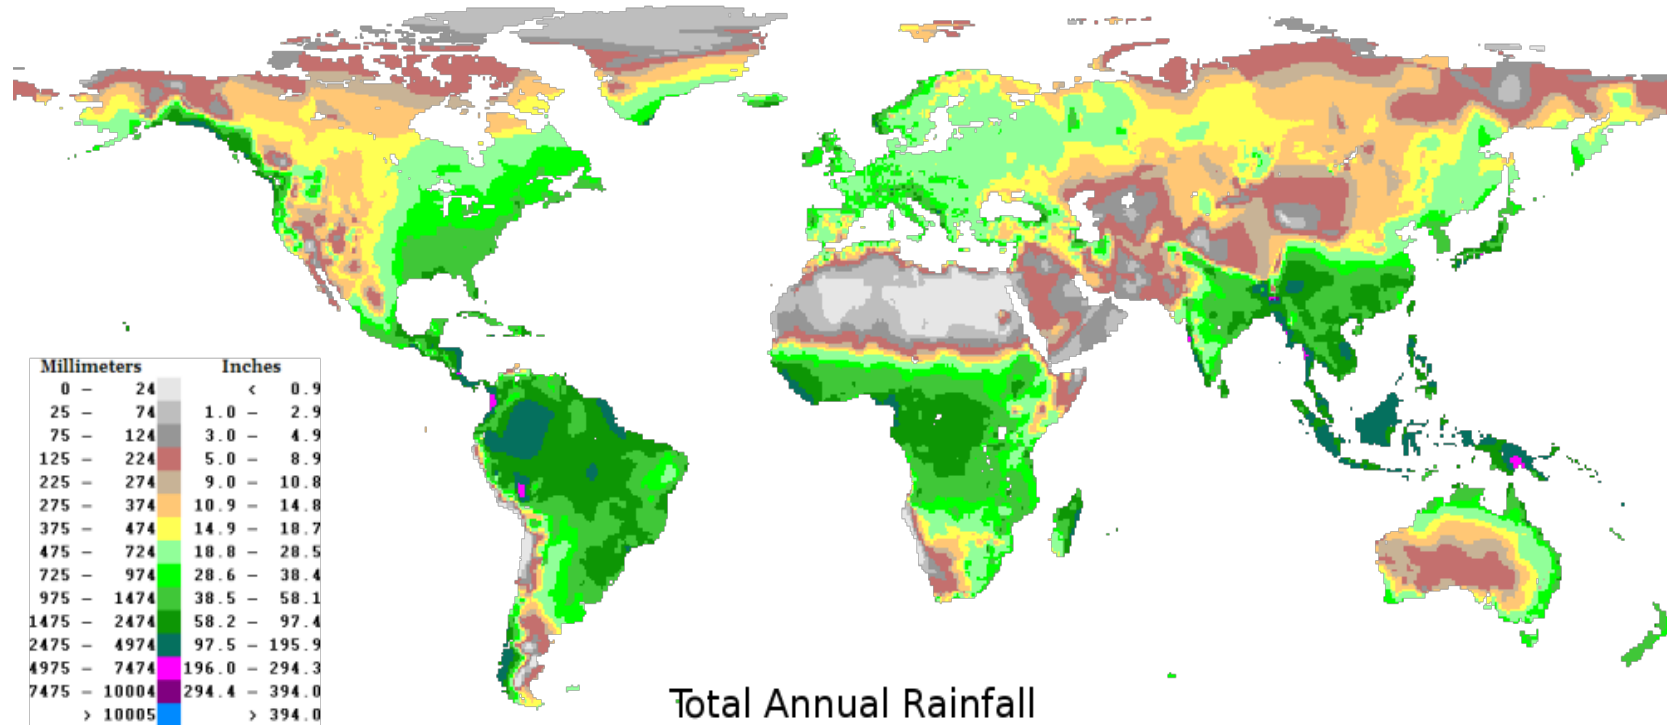 Millimeters Inches
0 – 24 < 0.9
25 – 74 1.0 – 2.9
75 – 124 3.0 – 4.9
125 – 224 5.0 – 8.9
225 – 274 9.0 – 10.8
275 – 374 10.9 – 14.8
375 – 474 14.9 – 18.7
475 – 724 18.8 – 28.5
725 – 974 28.6 – 38.4
975 – 1474 38.5 – 58.1
1475 – 2474 58.2 – 97.4
2475 – 4974 97.5 – 195.9
4975 – 7474 196.0 – 294.3
7475 – 10004 294.4 – 394.0
> 10005 > 394.0
Total Annual Rainfall